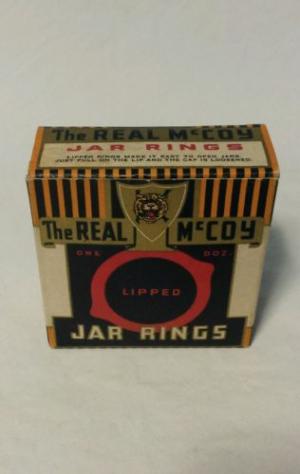 The REAL McCOY
JAR RINGS
LIPPED RINGS MAKE IT EASY TO OPEN JARS.
JUST PULL ON THE LIP AND THE CAP IS LOOSENED.
The REAL McCOY
ONE DOZ.
LIPPED
JAR RINGS